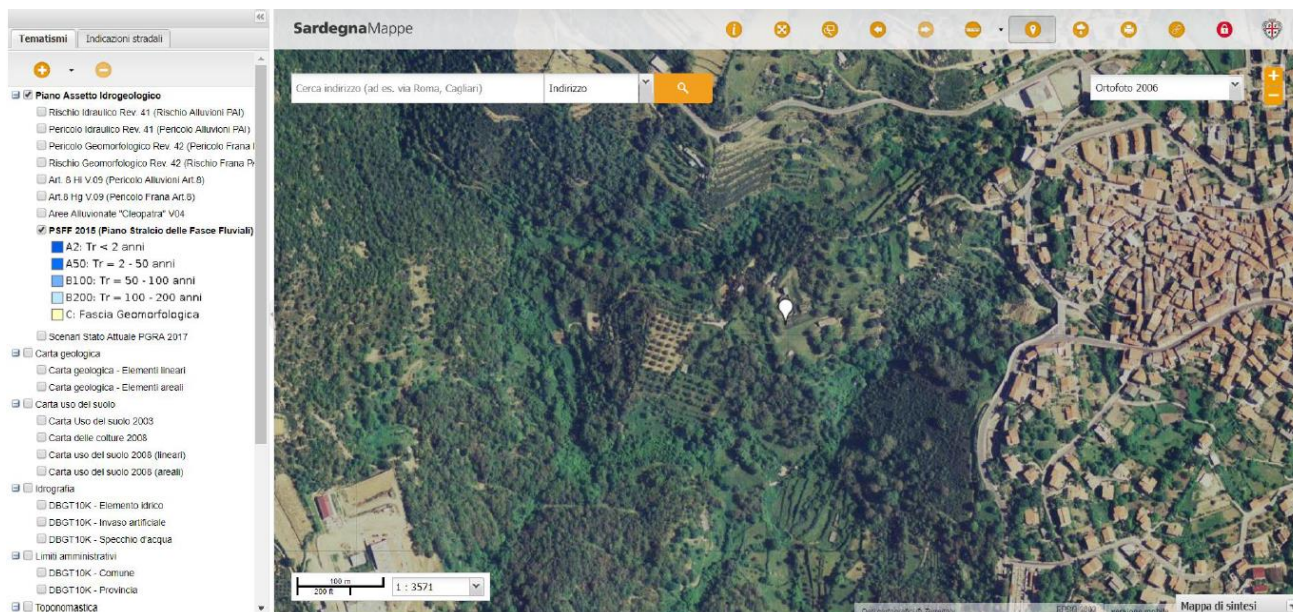 SardegnaMappe
Tematismi
Indicazioni stradali
Cerca indirizzo (ad es. via Roma, Cagliari)
Indirizzo
Ortofoto 2006
Piano Assetto Idrogeologico
Rischio Idraulico Rev. 41 (Rischio Alluvioni PAI)
Pericolo Idraulico Rev. 41 (Pericolo Alluvioni PAI)
Pericolo Geomorfologico Rev. 42 (Pericolo Frana
Rischio Geomorfologico Rev. 42 (Rischio Frana
Art. 8 Hi V.09 (Pericolo Alluvioni Art.8)
Art.8 Hg V.09 (Pericolo Frana Art.8)
Aree Alluvionate "Cleopatra" V04
PSFF 2015 (Piano Stralcio delle Fasce Fluviali)
A2: Tr < 2 anni
A50: Tr = 2 - 50 anni
B100: Tr = 50 - 100 anni
B200: Tr = 100 - 200 anni
C: Fascia Geomorfologica
Scenari Stato Attuale PGRA 2017
Carta geologica
Carta geologica - Elementi lineari
Carta geologica - Elementi areali
Carta uso del suolo
Carta Uso del Suolo 2003
Carta delle colture 2008
Carta uso del suolo 2008 (lineari)
Carta uso del suolo 2008 (areali)
Idrografia
DBGT10K - Elemento idrico
DBGT10K - Invaso artificiale
DBGT10K - Specchio d'acqua
Limiti amministrativi
DBGT10K - Comune
DBGT10K - Provincia
Toponomastica
100 m
200 ft
1 : 3571
Mappa di sintesi